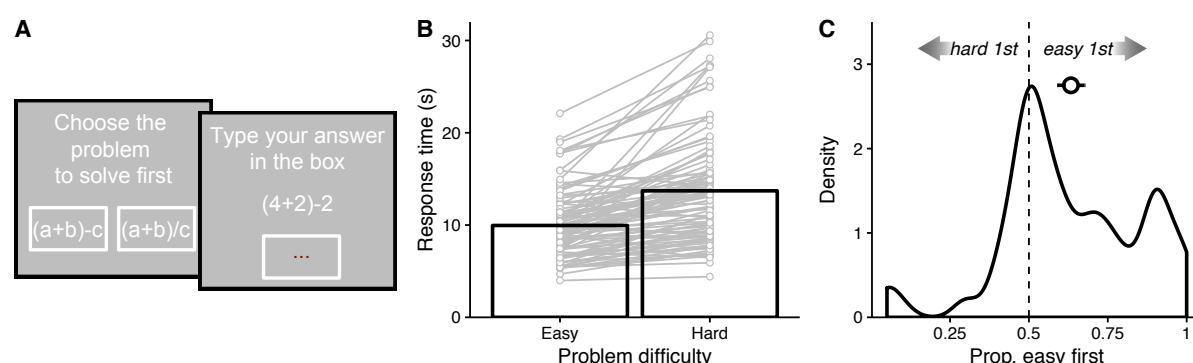 A
Choose the
problem
to solve first
(a+b)-c
(a+b)/c
Type your answer
in the box
(4+2)-2
...
B
Response time (s)
30
20
10
0
Easy
Hard
Problem difficulty
C
hard 1st
easy 1st
Density
3
2
1
0
0.25
0.5
0.75
1
Prop. easy first